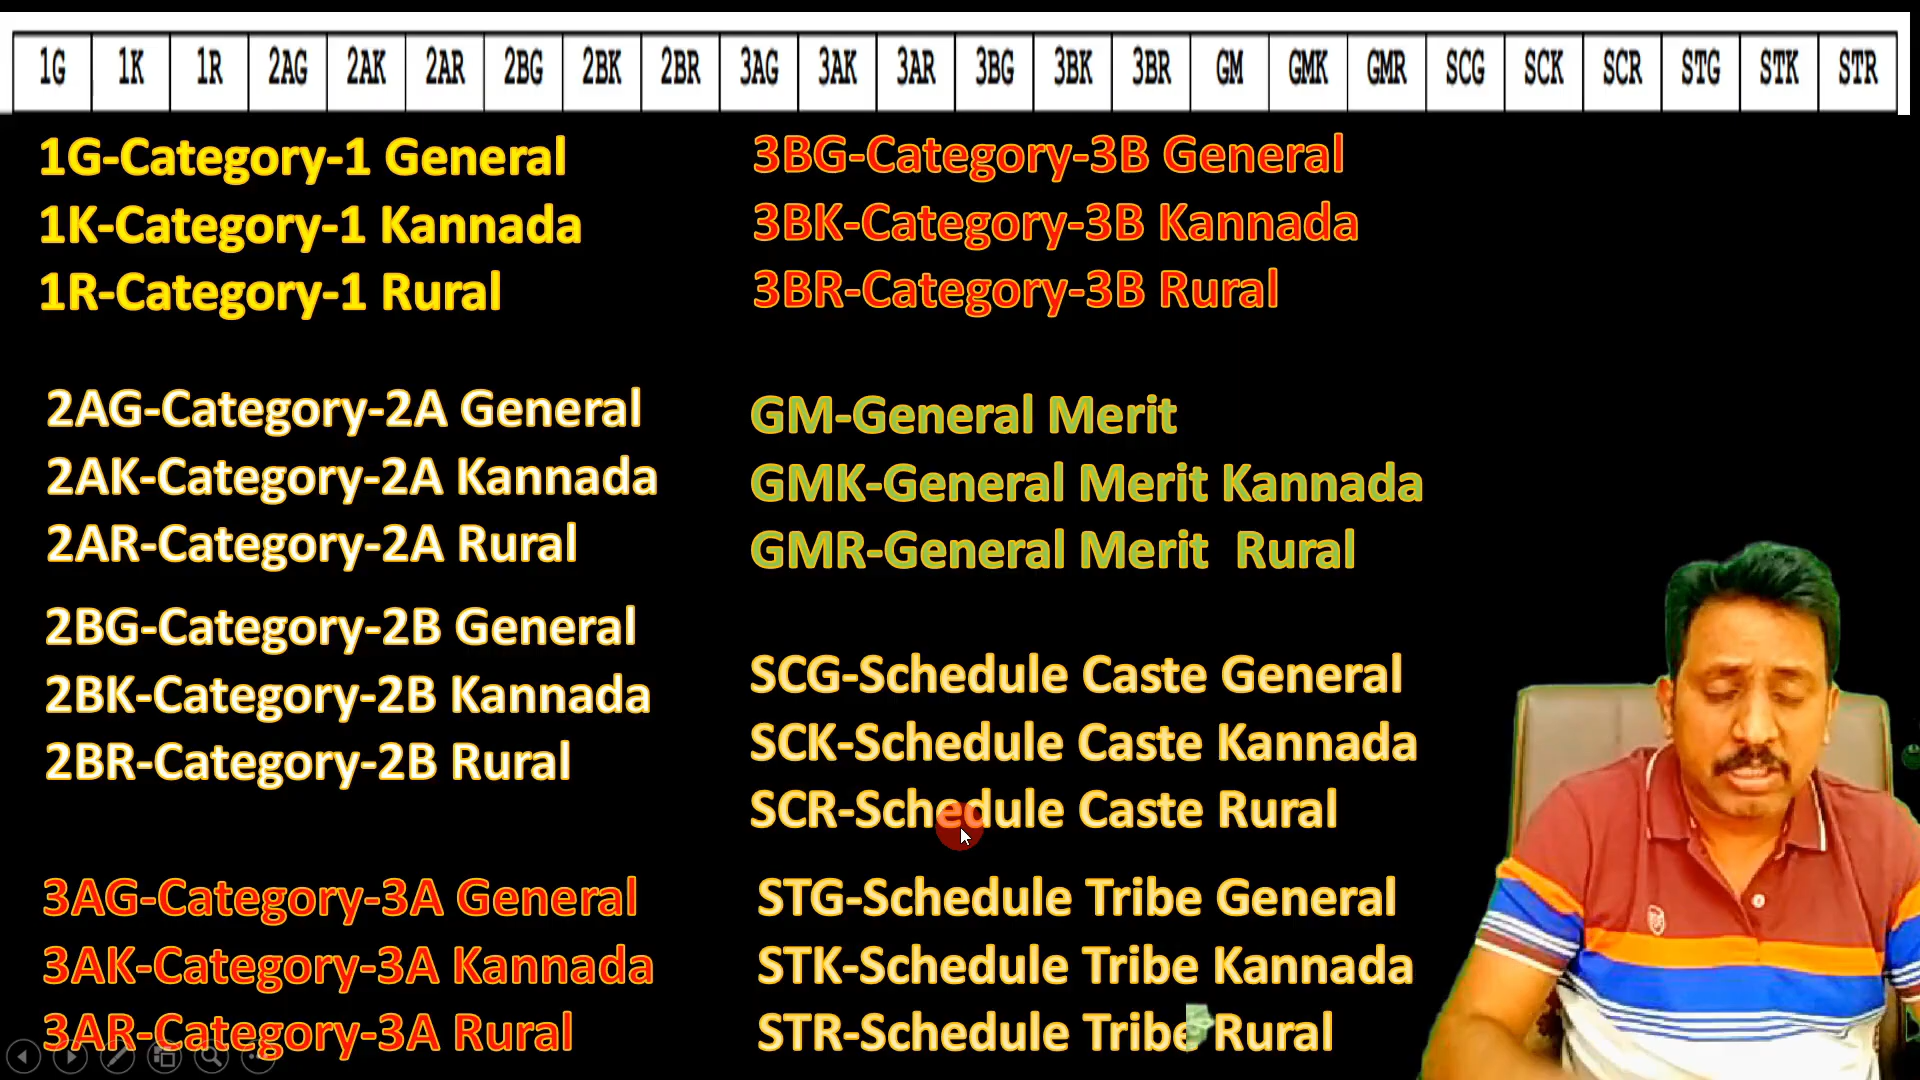 1G 1K 1R 2AG 2AK 2AR 2BG 2BK 2BR 3AG 3AK 3AR 3BG 3BK 3BR GM GMK GMR SCG SCK SCR STG STK STR
1G-Category-1 General
1K-Category-1 Kannada
1R-Category-1 Rural
2AG-Category-2A General
2AK-Category-2A Kannada
2AR-Category-2A Rural
2BG-Category-2B General
2BK-Category-2B Kannada
2BR-Category-2B Rural
3AG-Category-3A General
3AK-Category-3A Kannada
3AR-Category-3A Rural
3BG-Category-3B General
3BK-Category-3B Kannada
3BR-Category-3B Rural
GM-General Merit
GMK-General Merit Kannada
GMR-General Merit Rural
SCG-Schedule Caste General
SCK-Schedule Caste Kannada
SCR-Schedule Caste Rural
STG-Schedule Tribe General
STK-Schedule Tribe Kannada
STR-Schedule Tribe Rural